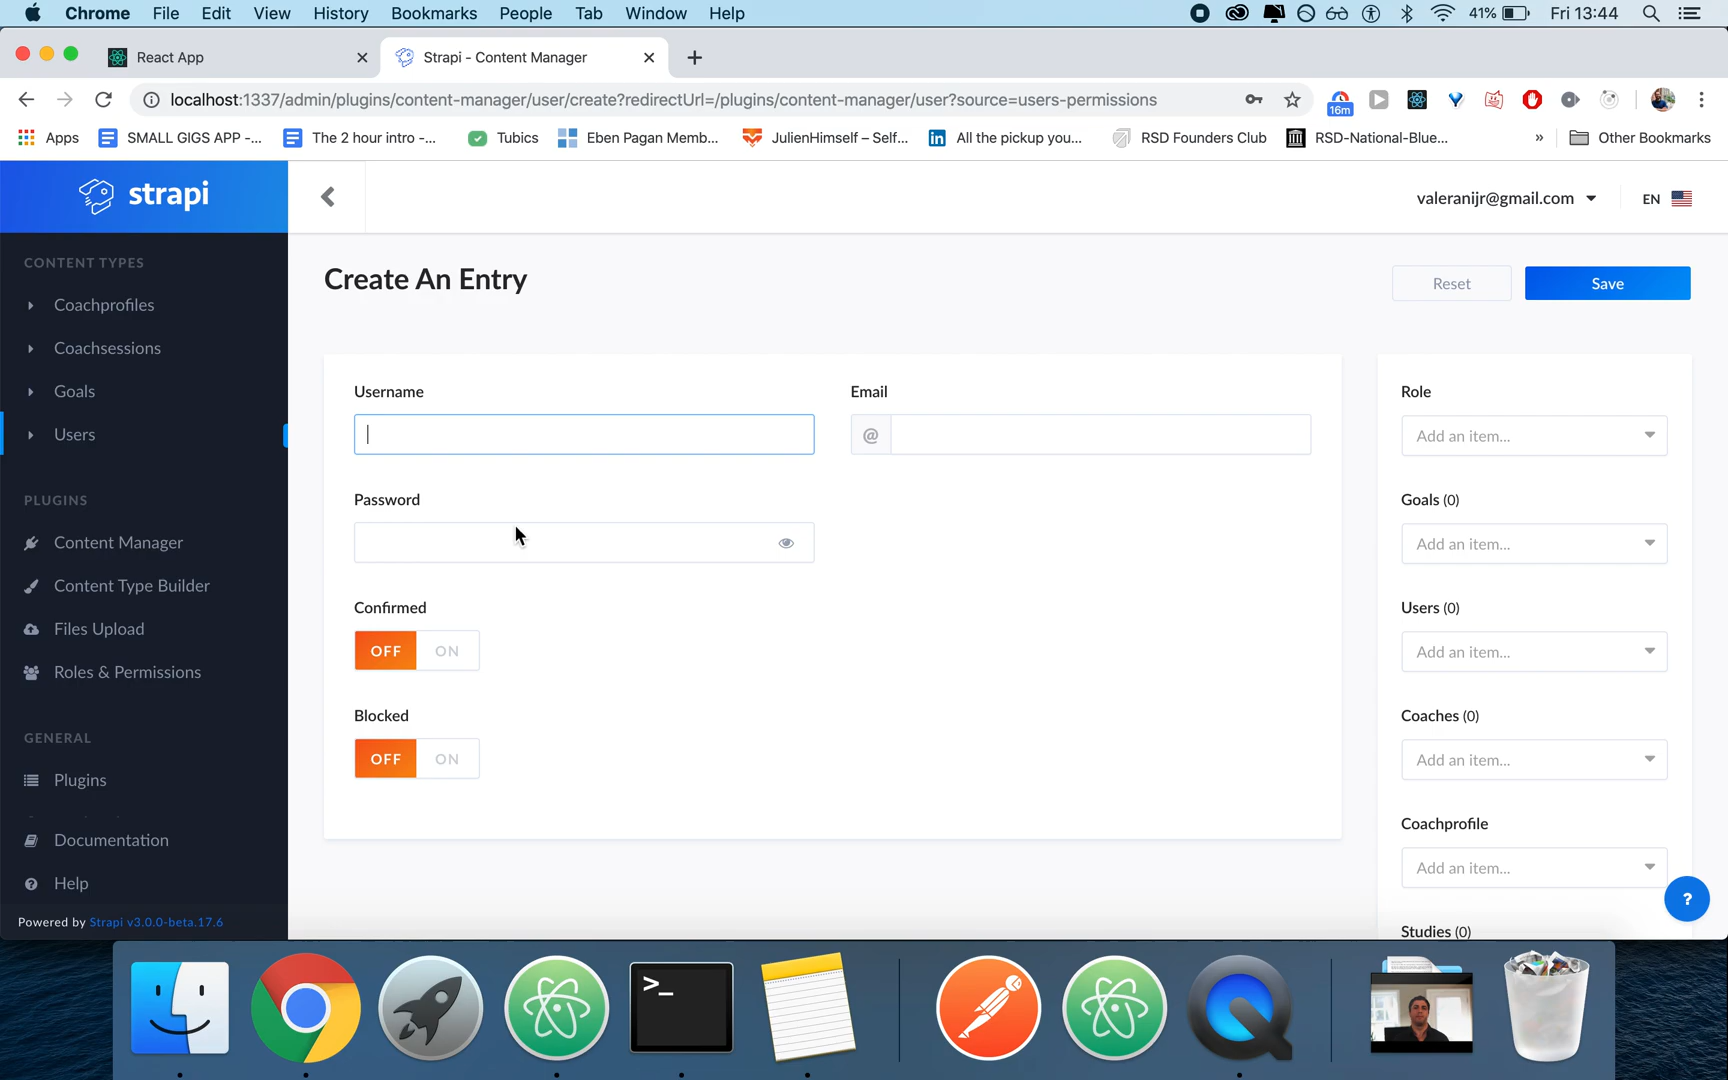 Chrome File Edit View History Bookmarks People Tab Window Help
41% Fri 13:44
React App
Strapi - Content Manager
localhost:1337/admin/plugins/content-manager/user/create?redirectUrl=/plugins/content-manager/user?source=users-permissions
16m
Apps
SMALL GIGS APP -...
The 2 hour intro -...
Tubics
Eben Pagan Memb...
JulienHimself – Self...
All the pickup you...
RSD Founders Club
RSD-National-Blue...
»
Other Bookmarks
strapi
valeranijr@gmail.com
EN
CONTENT TYPES
Coachprofiles
Coachsessions
Goals
Users
PLUGINS
Content Manager
Content Type Builder
Files Upload
Roles & Permissions
GENERAL
Plugins
Documentation
Help
Powered by Strapi v3.0.0-beta.17.6
Create An Entry
Reset
Save
Username
Email
@
Password
Confirmed
OFF ON
Blocked
OFF ON
Role
Add an item...
Goals (0)
Add an item...
Users (0)
Add an item...
Coaches (0)
Add an item...
Coachprofile
Add an item...
Studies (0)
?
>_